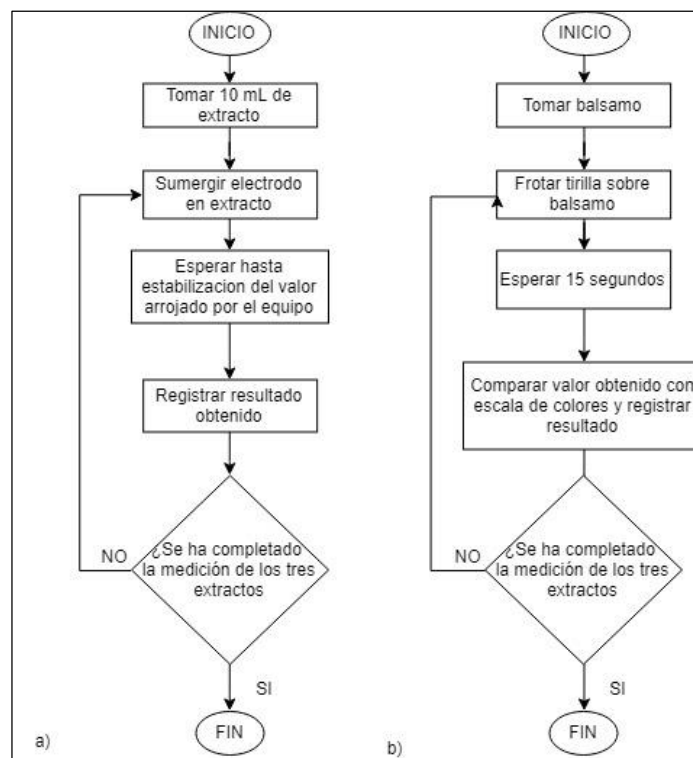 INICIO
Tomar 10 mL de
extracto
Sumergir electrodo
en extracto
Esperar hasta
estabilizacion del valor
arrojado por el equipo
Registrar resultado
obtenido
¿Se ha completado
la medición de los tres
extractos
NO
SI
FIN
a)
INICIO
Tomar balsamo
Frotar tirilla sobre
balsamo
Esperar 15 segundos
Comparar valor obtenido con
escala de colores y registrar
resultado
¿Se ha completado
la medición de los tres
extractos
NO
SI
FIN
b)